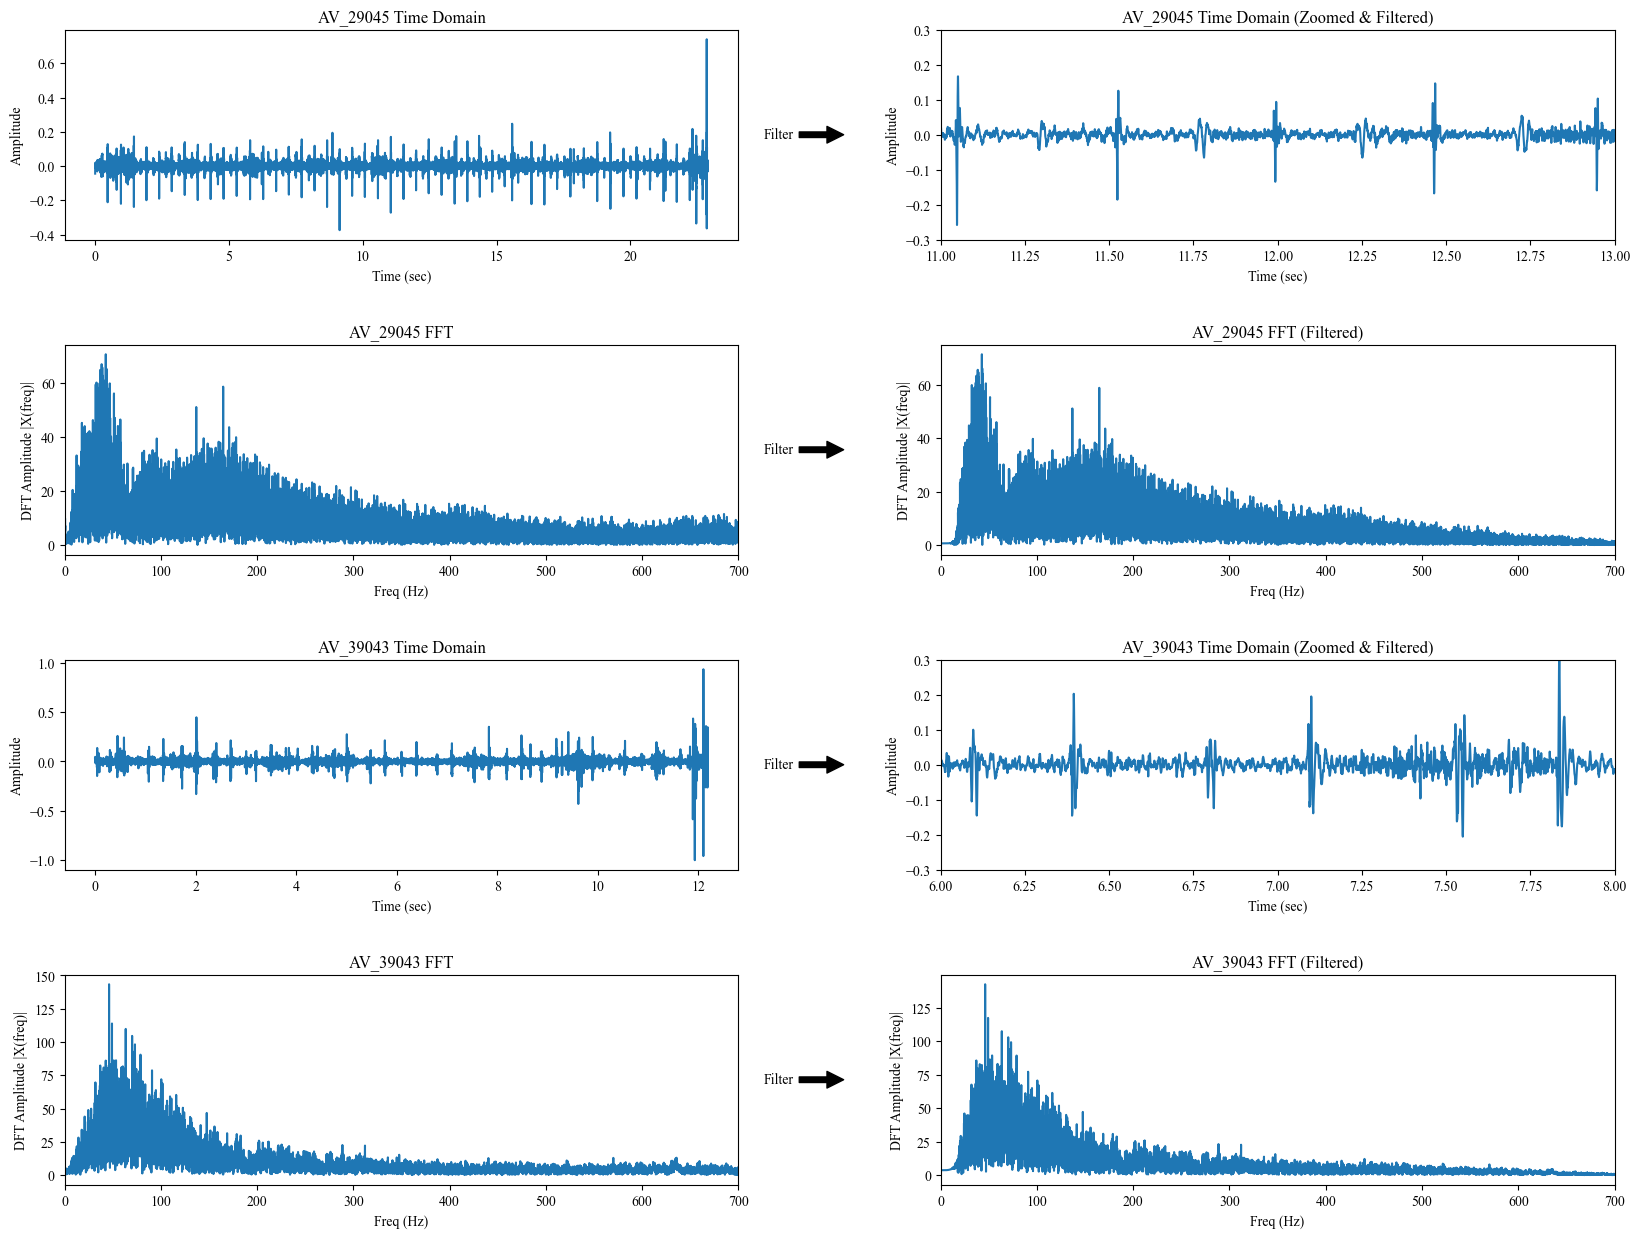 AV_29045 Time Domain
Amplitude
0.6
0.4
0.2
0.0
−0.2
−0.4
0 5 10 15 20
Time (sec)
Filter
AV_29045 Time Domain (Zoomed & Filtered)
Amplitude
0.3
0.2
0.1
0.0
−0.1
−0.2
−0.3
11.00 11.25 11.50 11.75 12.00 12.25 12.50 12.75 13.00
Time (sec)
AV_29045 FFT
DFT Amplitude |X(freq)|
60
40
20
0
0 100 200 300 400 500 600 700
Freq (Hz)
Filter
AV_29045 FFT (Filtered)
DFT Amplitude |X(freq)|
60
40
20
0
0 100 200 300 400 500 600 700
Freq (Hz)
AV_39043 Time Domain
Amplitude
1.0
0.5
0.0
−0.5
−1.0
0 2 4 6 8 10 12
Time (sec)
Filter
AV_39043 Time Domain (Zoomed & Filtered)
Amplitude
0.3
0.2
0.1
0.0
−0.1
−0.2
−0.3
6.00 6.25 6.50 6.75 7.00 7.25 7.50 7.75 8.00
Time (sec)
AV_39043 FFT
DFT Amplitude |X(freq)|
150
125
100
75
50
25
0
0 100 200 300 400 500 600 700
Freq (Hz)
Filter
AV_39043 FFT (Filtered)
DFT Amplitude |X(freq)|
125
100
75
50
25
0
0 100 200 300 400 500 600 700
Freq (Hz)